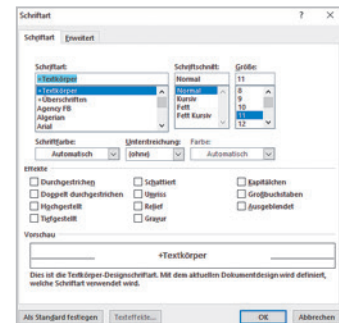 Schriftart ? ×
Schriftart Erweitert
Schriftart: Schriftschnitt: Größe:
+Textkörper Normal 11
+Textkörper Normal 8
+Überschriften Kursiv 9
Agency FB Fett 10
Algerian Fett Kursiv 11
Arial 12
Schriftfarbe: Unterstreichung: Farbe:
Automatisch (ohne) Automatisch
Effekte
Durchgestrichen Schattiert Kapitälchen
Doppelt durchgestrichen Umriss Großbuchstaben
Hochgestellt Relief Ausgeblendet
Tiefgestellt Gravur
Vorschau
+Textkörper
Dies ist die Textkörper-Designschriftart. Mit dem aktuellen Dokumentdesign wird definiert,
welche Schriftart verwendet wird.
Als Standard festlegen Texteffekte... OK Abbrechen